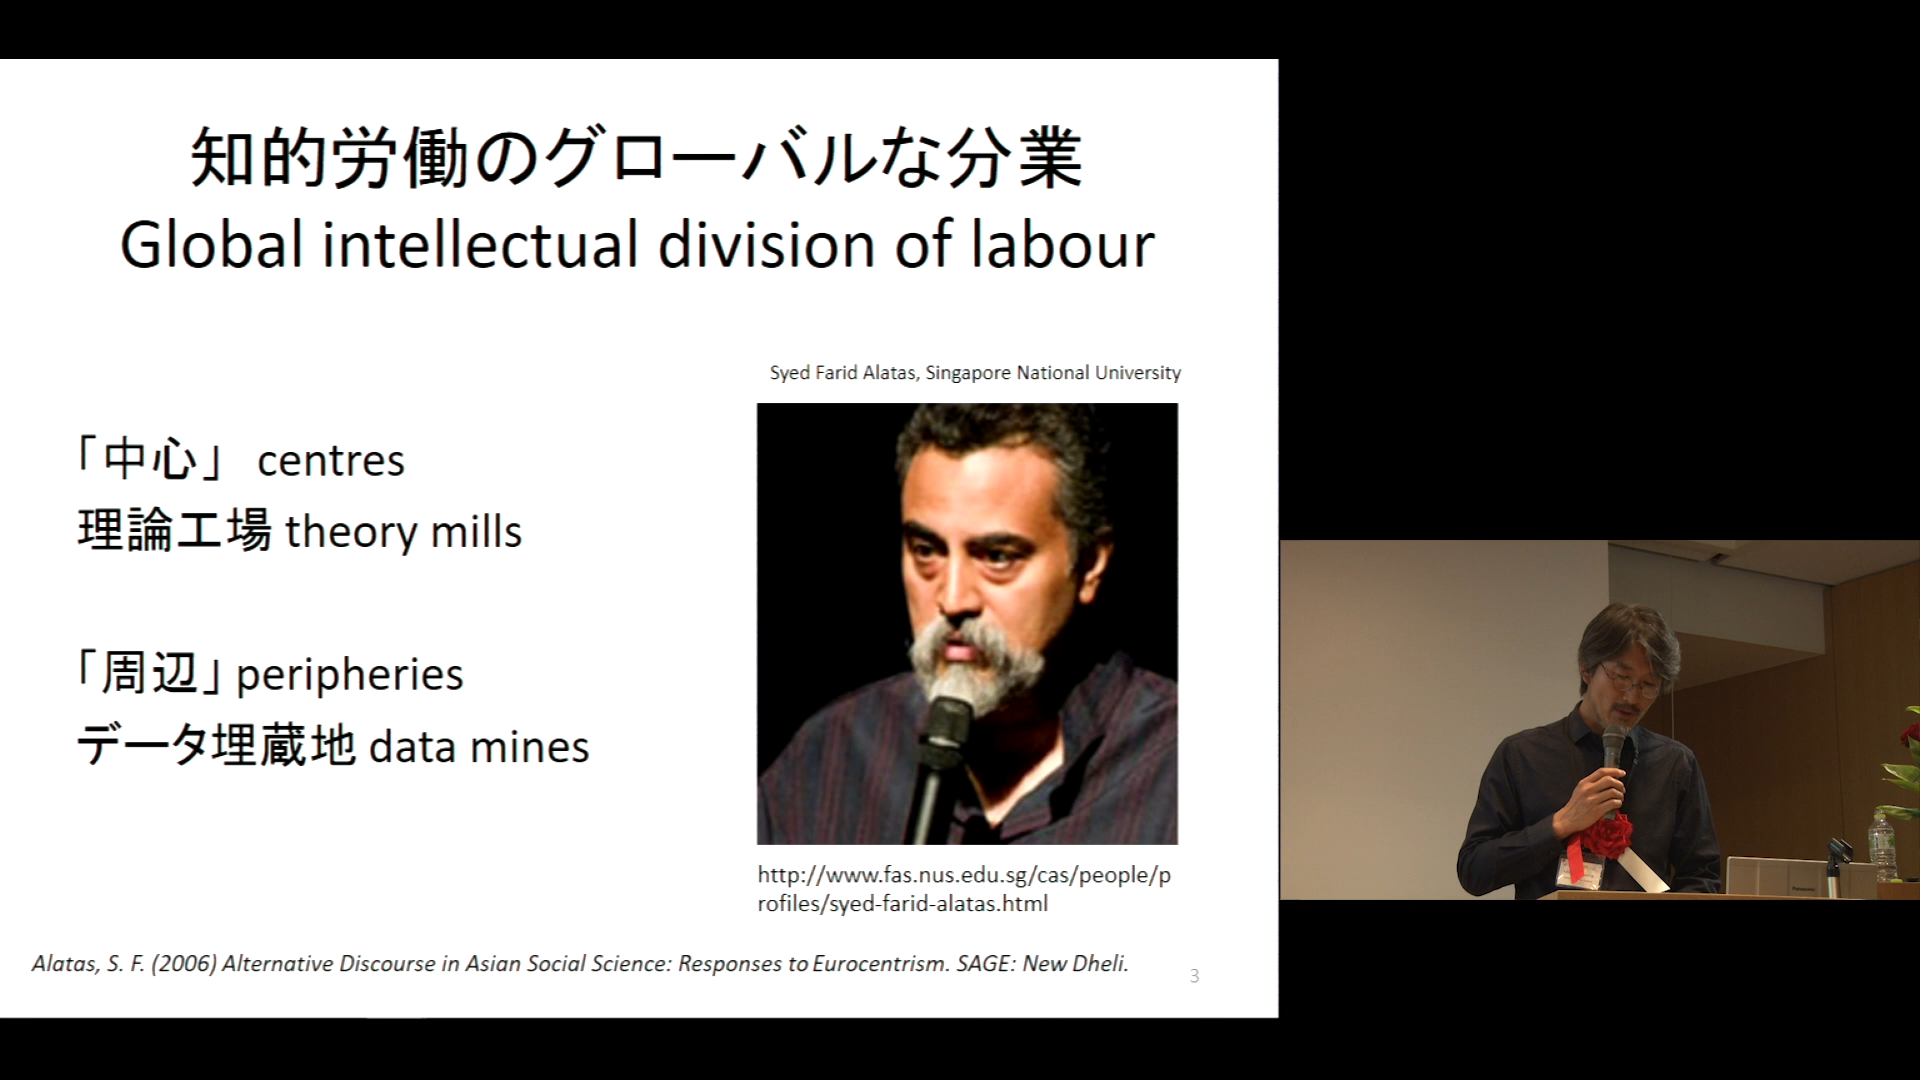 知的労働のグローバルな分業
Global intellectual division of labour
Syed Farid Alatas, Singapore National University
「中心」 centres
理論工場 theory mills
「周辺」 peripheries
データ埋蔵地 data mines
http://www.fas.nus.edu.sg/cas/people/p
rofiles/syed-farid-alatas.html
Alatas, S. F. (2006) Alternative Discourse in Asian Social Science: Responses to Eurocentrism. SAGE: New Dheli.
3
Panasonic